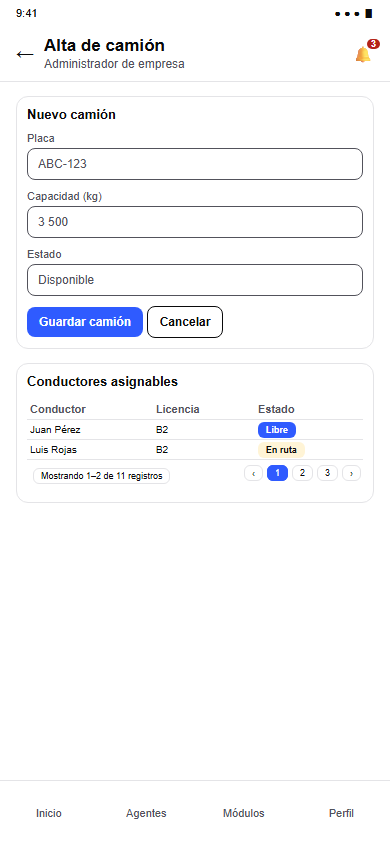 9:41
← Alta de camión
Administrador de empresa
3
Nuevo camión
Placa
ABC-123
Capacidad (kg)
3 500
Estado
Disponible
Guardar camión Cancelar
Conductores asignables
Conductor Licencia Estado
Juan Pérez B2 Libre
Luis Rojas B2 En ruta
Mostrando 1–2 de 11 registros ‹ 1 2 3 ›
Inicio Agentes Módulos Perfil